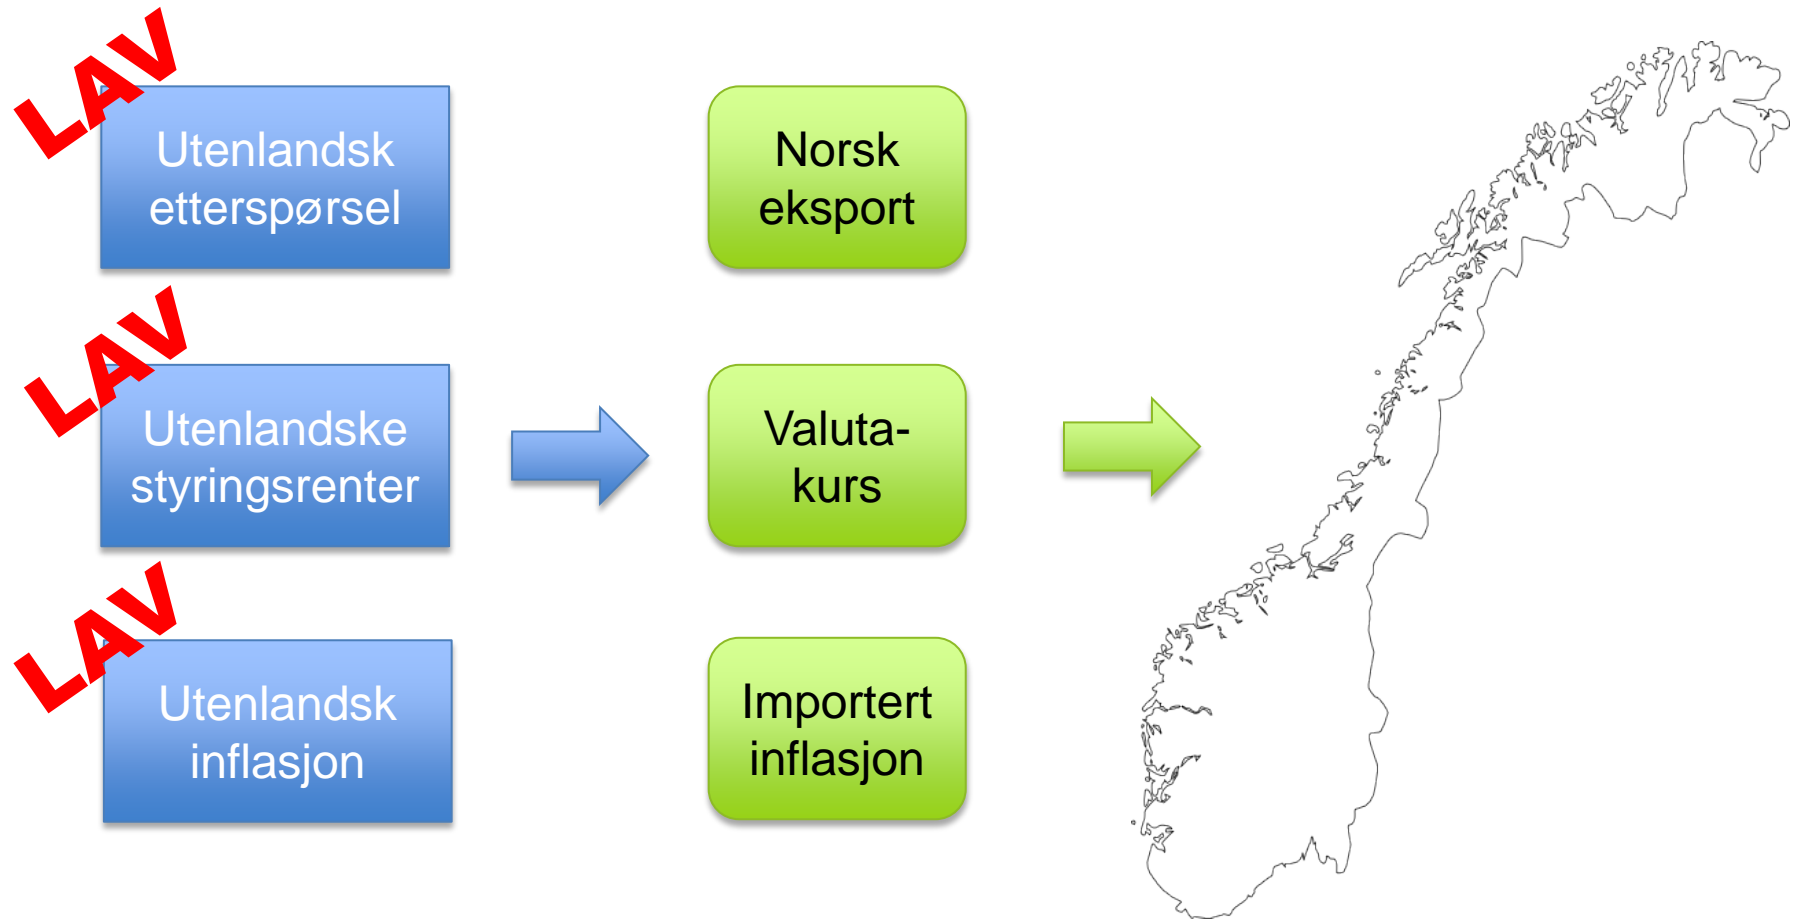 LAV
Utenlandsk
etterspørsel
Norsk
eksport
LAV
Utenlandske
styringsrenter
Valuta-
kurs
LAV
Utenlandsk
inflasjon
Importert
inflasjon